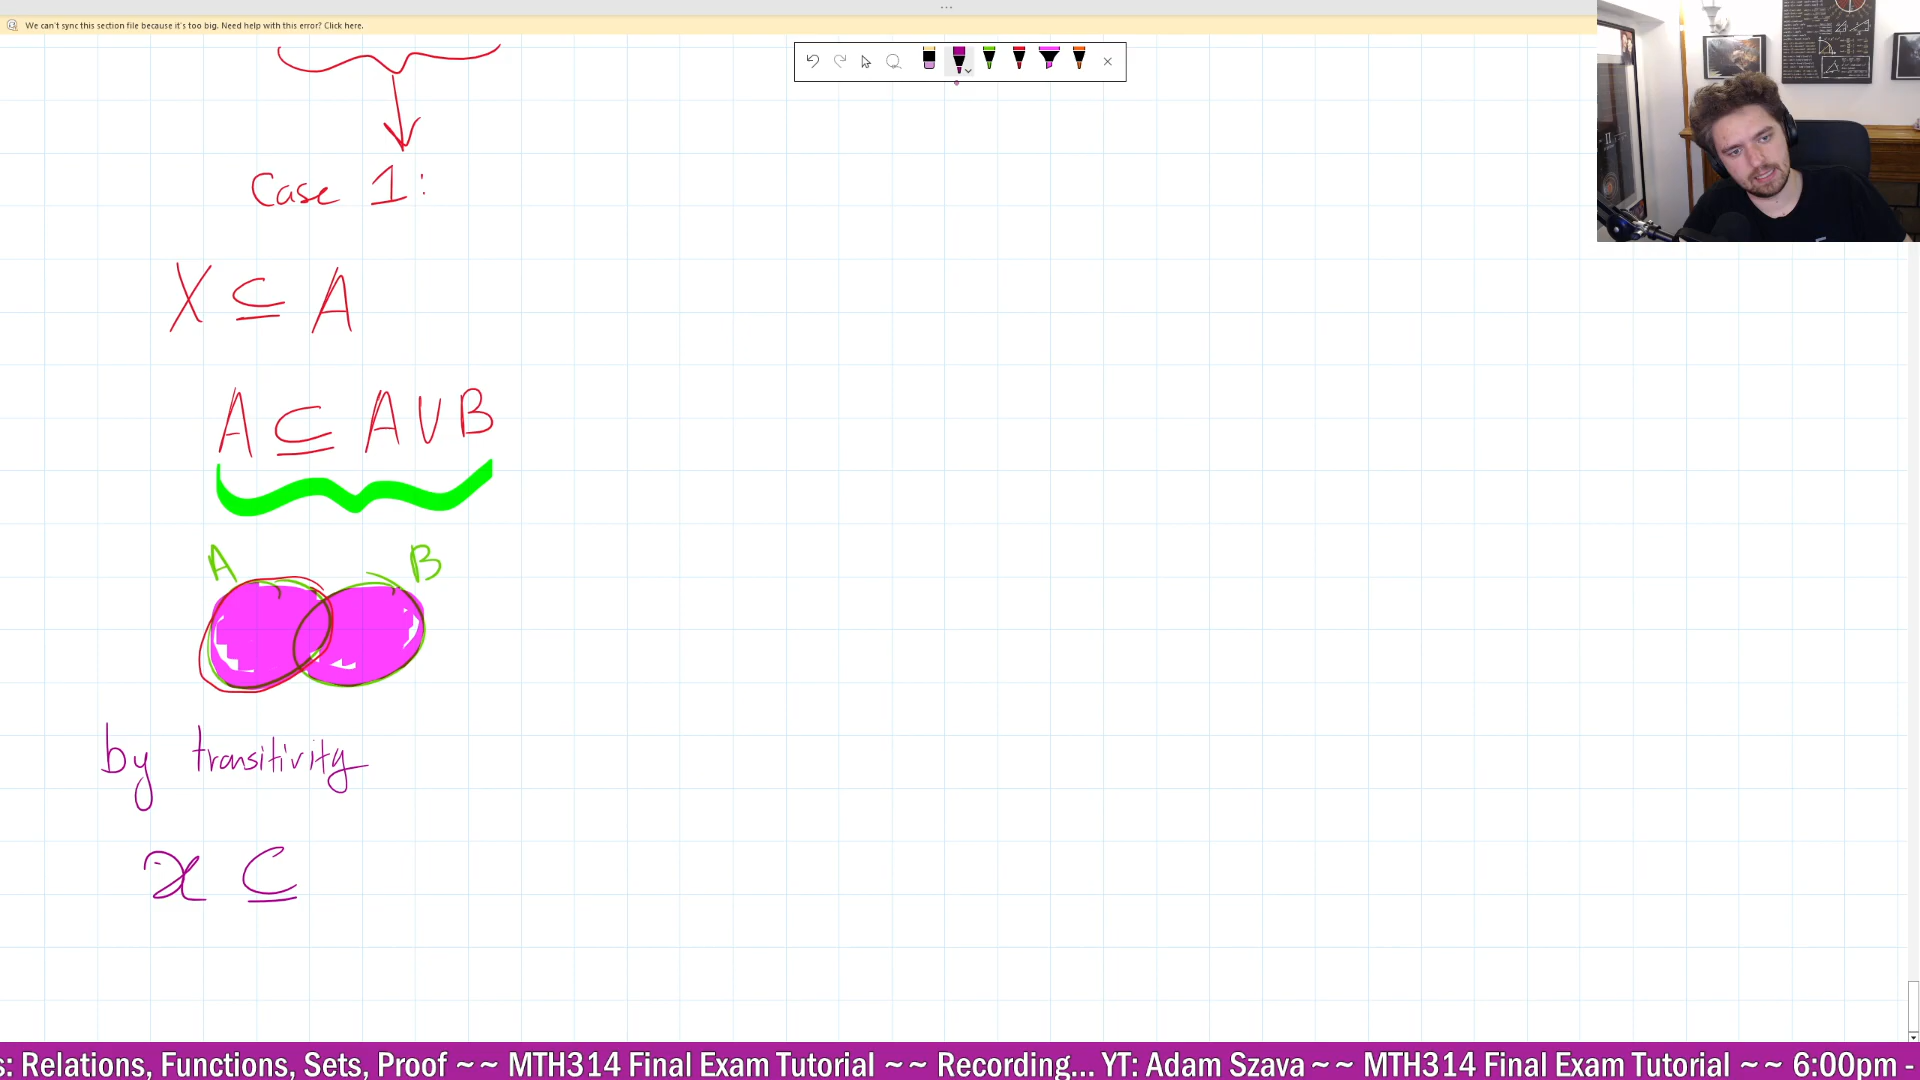 We can't sync this section file because it's too big. Need help with this error? Click here.
Case 1:
X ⊆ A
A ⊆ A ∪ B
A B
by transitivity
x ⊆
s: Relations, Functions, Sets, Proof ~~ MTH314 Final Exam Tutorial ~~ Recording... YT: Adam Szava ~~ MTH314 Final Exam Tutorial ~~ 6:00pm -